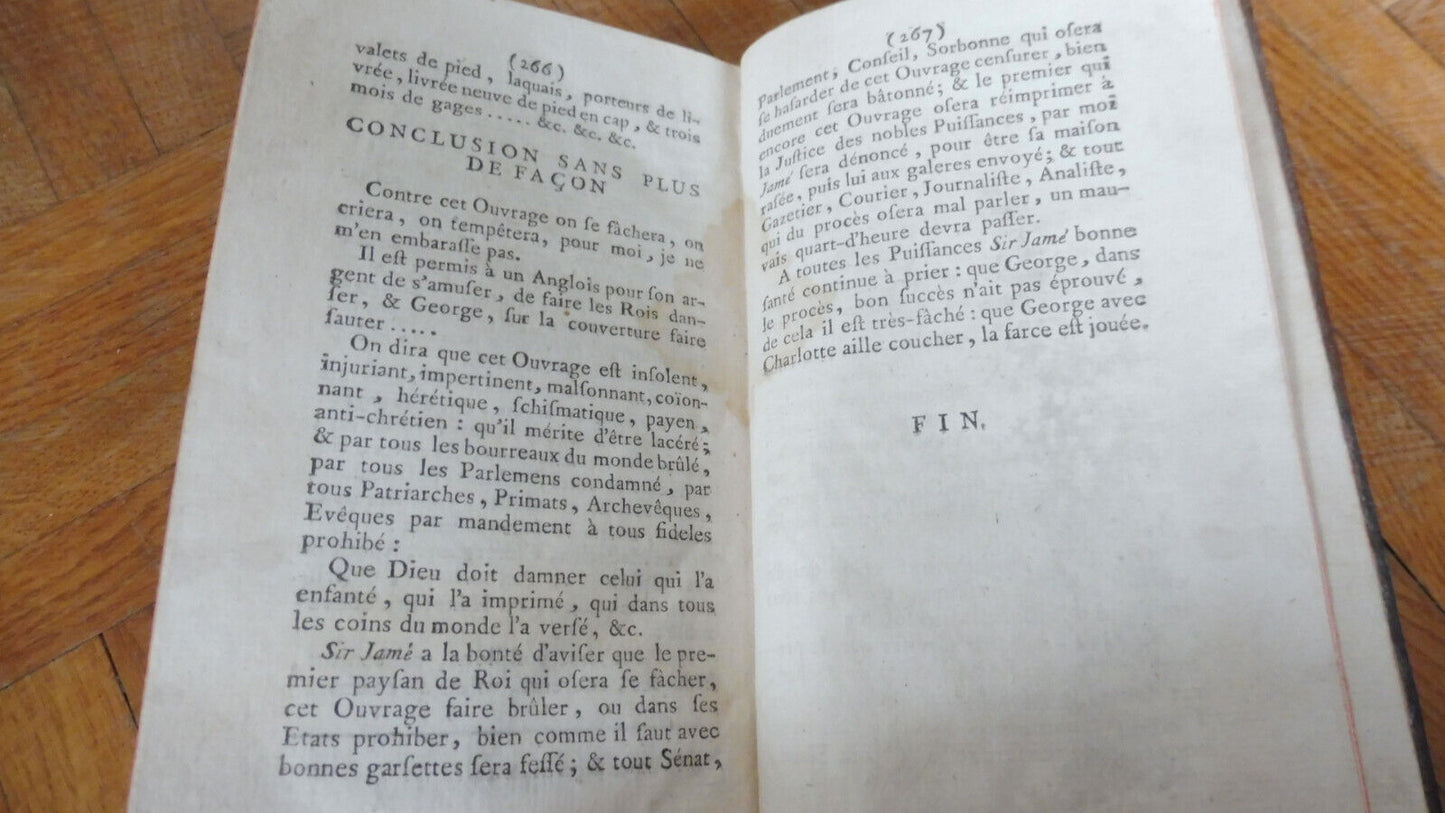 (266)
valets de pied, laquais, porteurs de li-
vrée, livrée neuve de pied en cap, & trois
mois de gages ..... &c. &c. &c.
CONCLUSION SANS PLUS
DE FAÇON
Contre cet Ouvrage on ſe fàchera, on
criera, on tempêtera, pour moi, je ne
m'en embaraſſe pas.
Il eſt permis à un Anglois pour ſon ar-
gent de s'amuſer, de faire les Rois dan-
ſer, & George, ſur la couverture faire
ſauter .....
On dira que cet Ouvrage eſt inſolent,
injuriant, impertinent, malſonnant, coïon-
nant, hérétique, ſchiſmatique, payen,
anti-chrétien : qu'il mérite d'être lacéré;
& par tous les bourreaux du monde brûlé,
par tous les Parlemens condamné, par
tous Patriarches, Primats, Archevêques,
Evêques par mandement à tous fideles
prohibé :
Que Dieu doit damner celui qui l'a
enfanté, qui l'a imprimé, qui dans tous
les coins du monde l'a verſé, &c.
Sir Jamé a la bonté d'aviſer que le pre-
mier payſan de Roi qui oſera ſe fàcher,
cet Ouvrage faire brûler, ou dans ſes
Etats prohiber, bien comme il ſaut avec
bonnes garſettes ſera feſſé; & tout Sénat,
(267)
Parlement, Conſeil, Sorbonne qui oſera
ſe haſarder de cet Ouvrage cenſurer, bien
duement ſera bâtonné; & le premier qui
encore cet Ouvrage oſera réimprimer à
la Juſtice des nobles Puiſſances, par moi
Jamé ſera dénoncé, pour être ſa maiſon
raſée, puis lui aux galeres envoyé; & tout
Gazetier, Courier, Journaliſte, Analiſte,
qui du procès oſera mal parler, un mau-
vais quart-d'heure devra paſſer.
A toutes les Puiſſances Sir Jamé bonne
ſanté continue à prier : que George, dans
le procès, bon ſuccès n'ait pas éprouvé,
de cela il eſt très-fâché : que George avec
Charlotte aille coucher, la farce eſt jouée.
FIN.